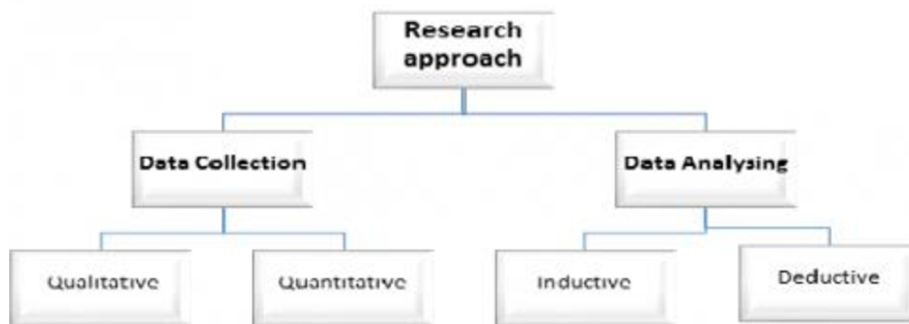 Research
approach
Data Collection
Data Analysing
Qualitative
Quantitative
Inductive
Deductive